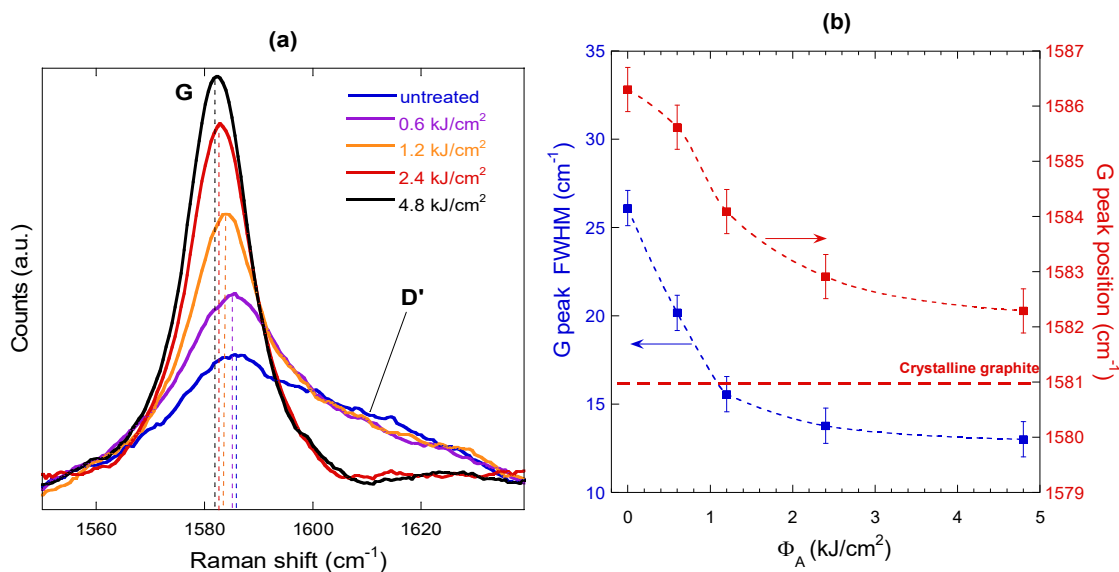 (a)
G
untreated
0.6 kJ/cm²
1.2 kJ/cm²
2.4 kJ/cm²
4.8 kJ/cm²
D'
Counts (a.u.)
1560 1580 1600 1620
Raman shift (cm⁻¹)
(b)
35
30
25
20
15
10
G peak FWHM (cm⁻¹)
1587
1586
1585
1584
1583
1582
1581
1580
1579
G peak position (cm⁻¹)
Crystalline graphite
0 1 2 3 4 5
Φ_A (kJ/cm²)